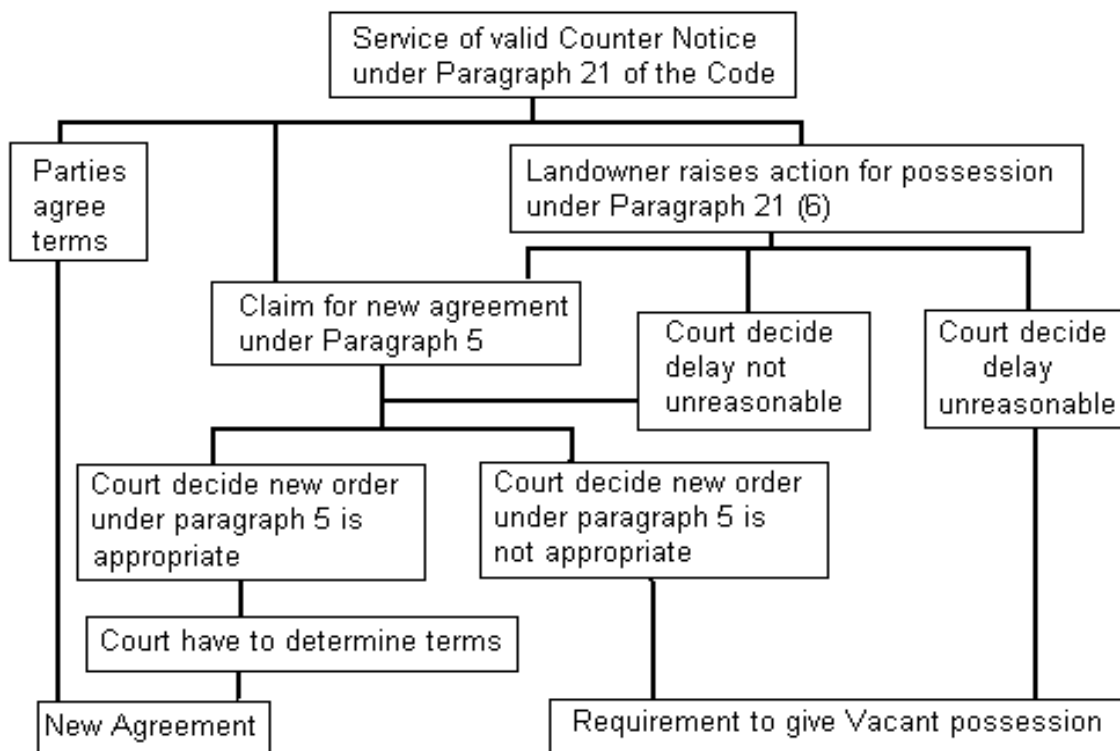 Service of valid Counter Notice
under Paragraph 21 of the Code
Parties
agree
terms
Landowner raises action for possession
under Paragraph 21 (6)
Claim for new agreement
under Paragraph 5
Court decide
delay not
unreasonable
Court decide
delay
unreasonable
Court decide new order
under paragraph 5 is
appropriate
Court decide new order
under paragraph 5 is
not appropriate
Court have to determine terms
New Agreement
Requirement to give Vacant possession